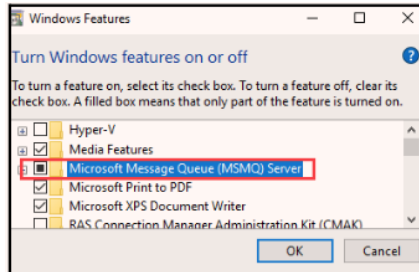 Windows Features
Turn Windows features on or off
To turn a feature on, select its check box. To turn a feature off, clear its
check box. A filled box means that only part of the feature is turned on.
Hyper-V
Media Features
Microsoft Message Queue (MSMQ) Server
Microsoft Print to PDF
Microsoft XPS Document Writer
RAS Connection Manager Administration Kit (CMAK)
OK Cancel